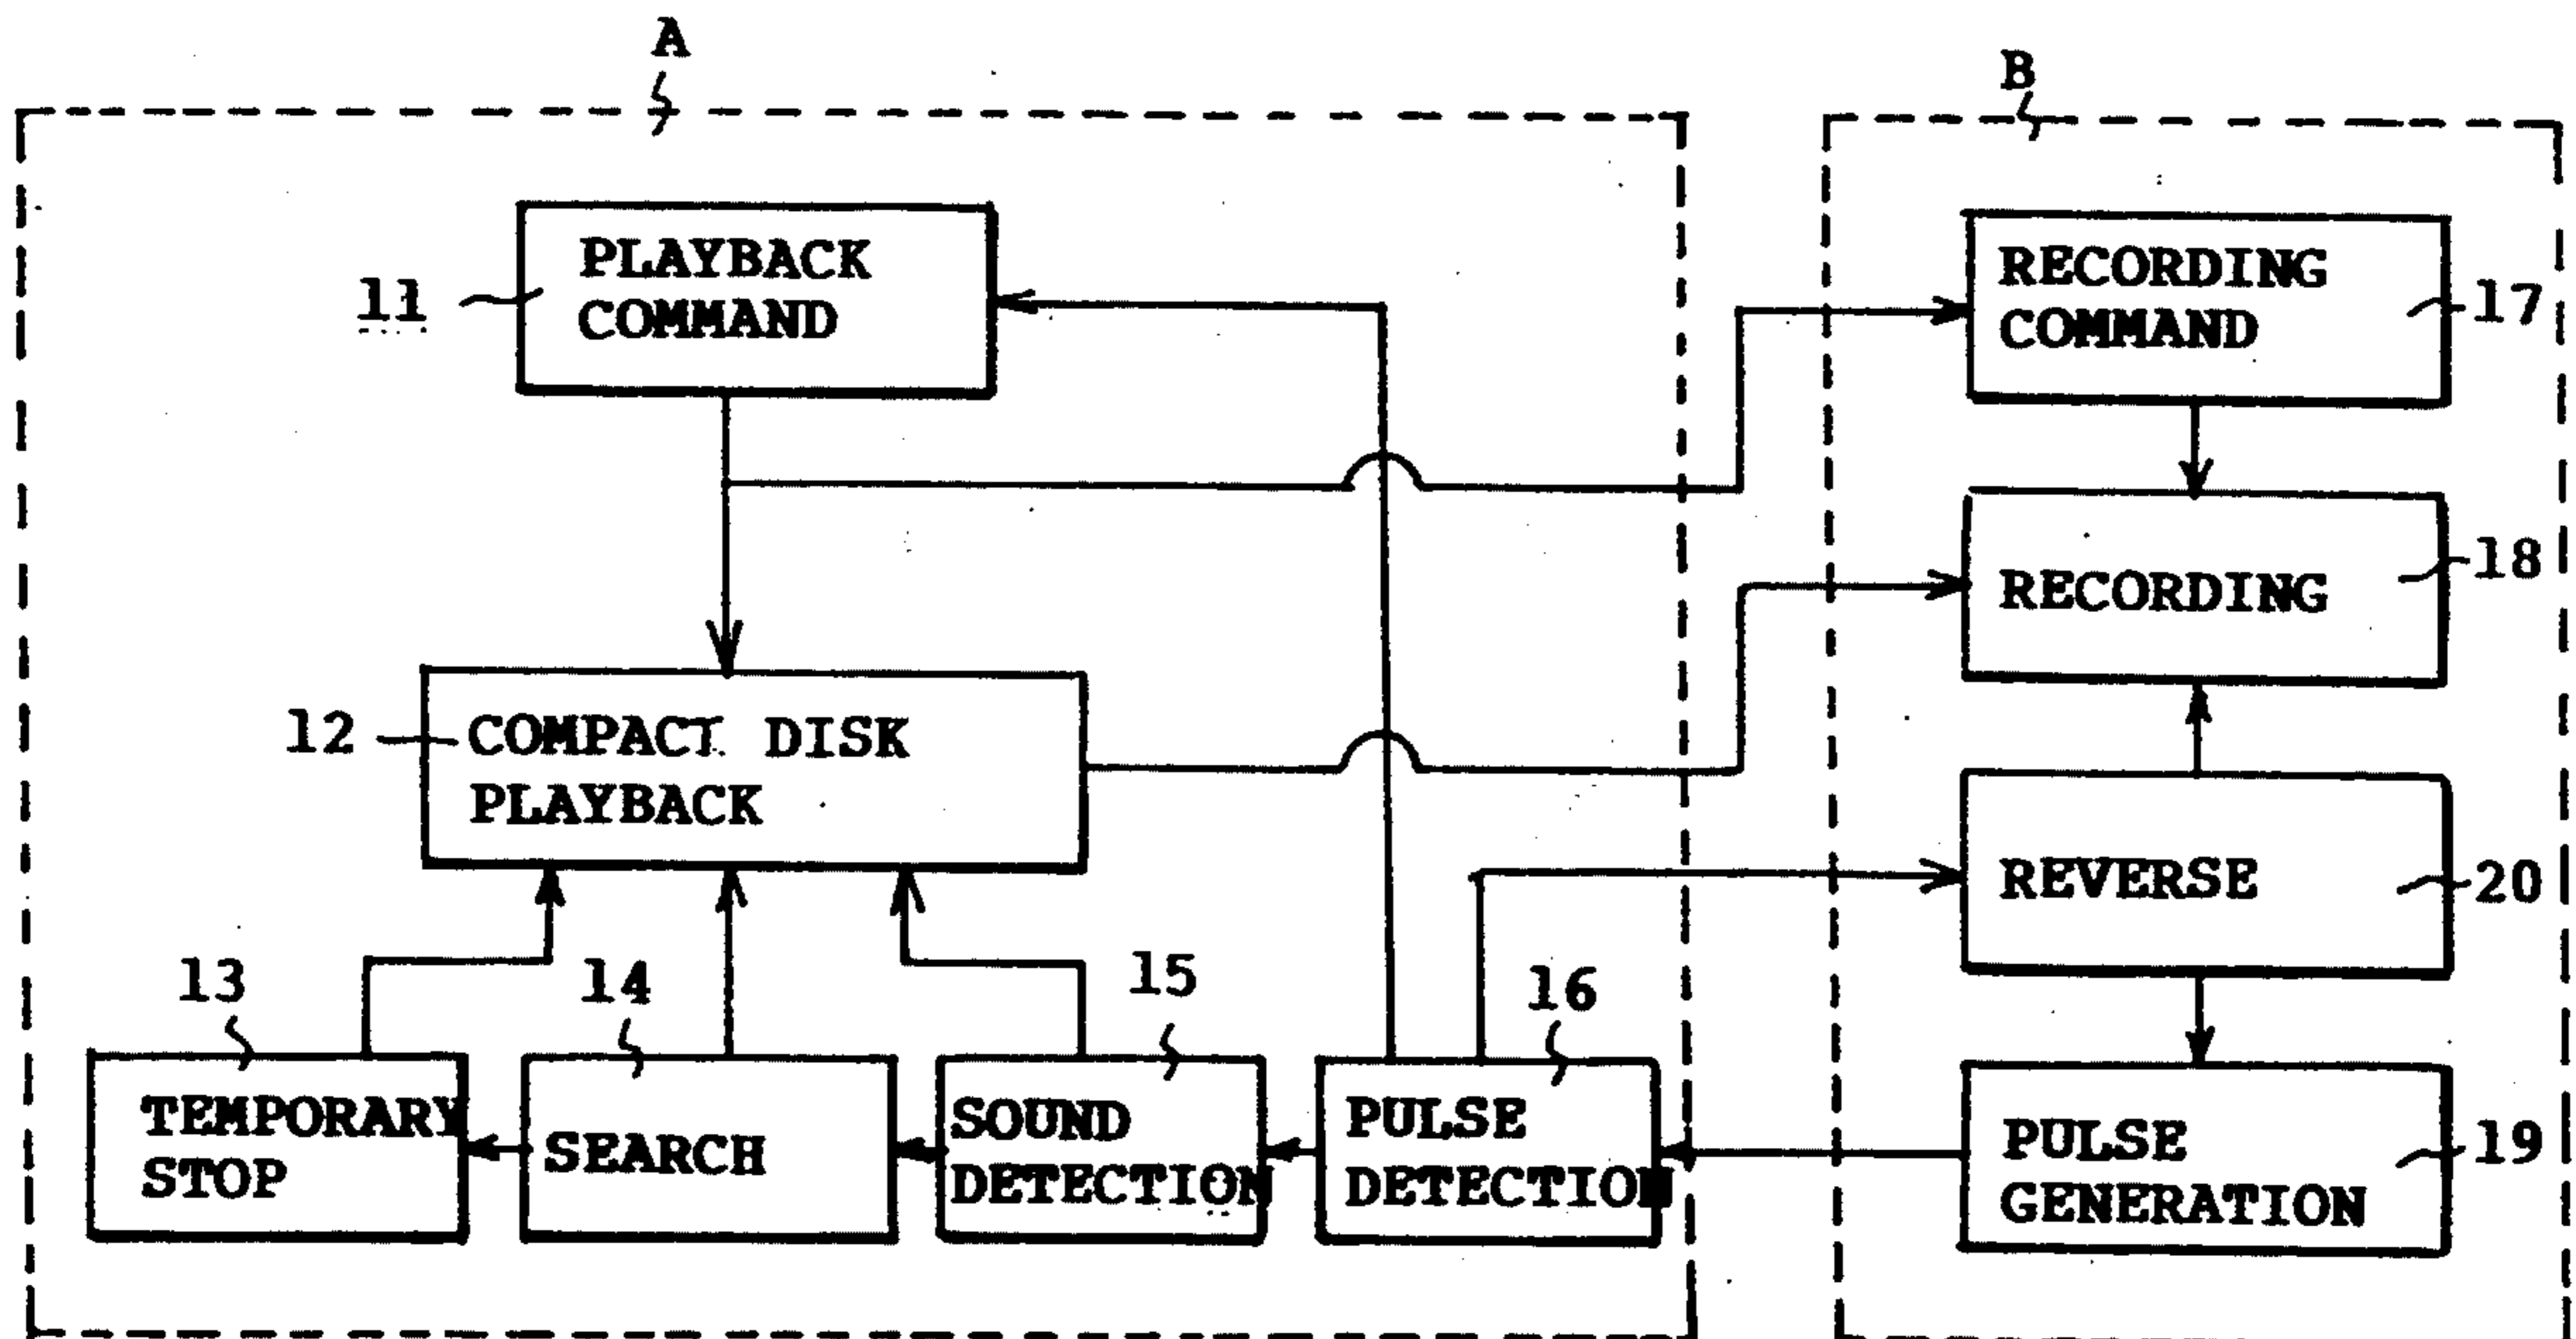 A
B
PLAYBACK
COMMAND
11
RECORDING
COMMAND
17
RECORDING
18
12
COMPACT DISK
PLAYBACK
REVERSE
20
13
14
15
16
TEMPORARY
STOP
SEARCH
SOUND
DETECTION
PULSE
DETECTION
PULSE
GENERATION
19